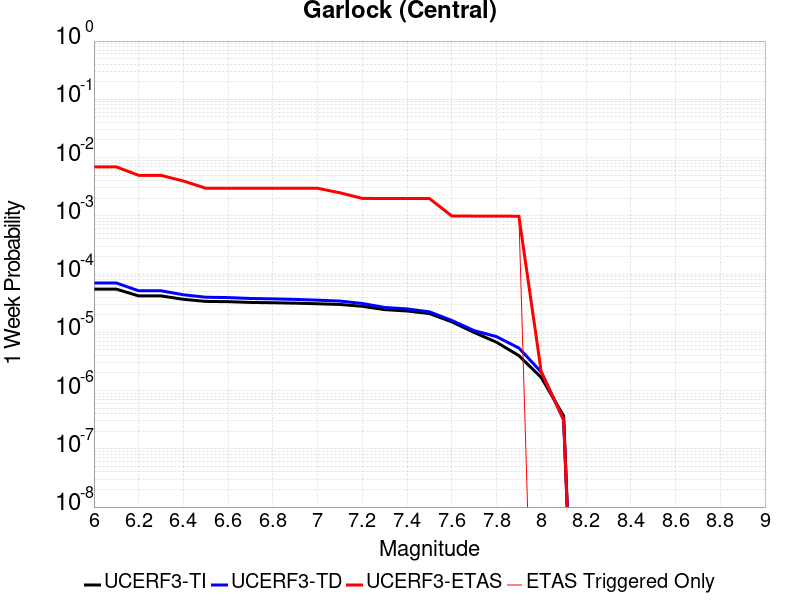 Garlock (Central)
10^0
10^-1
10^-2
10^-3
10^-4
10^-5
10^-6
10^-7
10^-8
1 Week Probability
6 6.2 6.4 6.6 6.8 7 7.2 7.4 7.6 7.8 8 8.2 8.4 8.6 8.8 9
Magnitude
UCERF3-TI UCERF3-TD UCERF3-ETAS ETAS Triggered Only